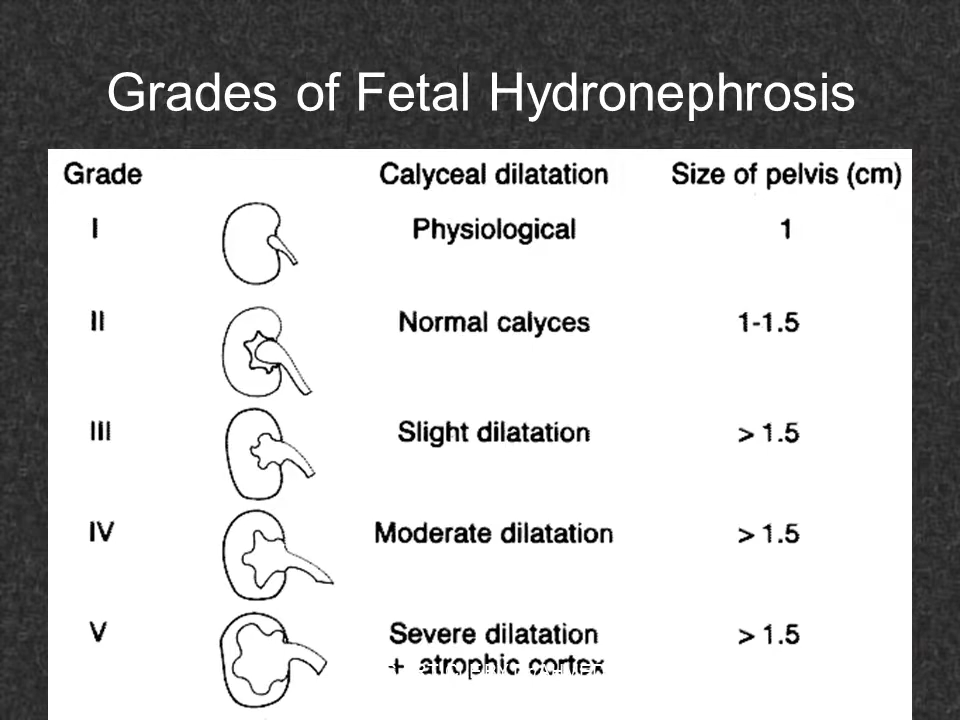 Grades of Fetal Hydronephrosis
Grade Calyceal dilatation Size of pelvis (cm)
I Physiological 1
II Normal calyces 1-1.5
III Slight dilatation > 1.5
IV Moderate dilatation > 1.5
V Severe dilatation > 1.5
+ atrophic cortex